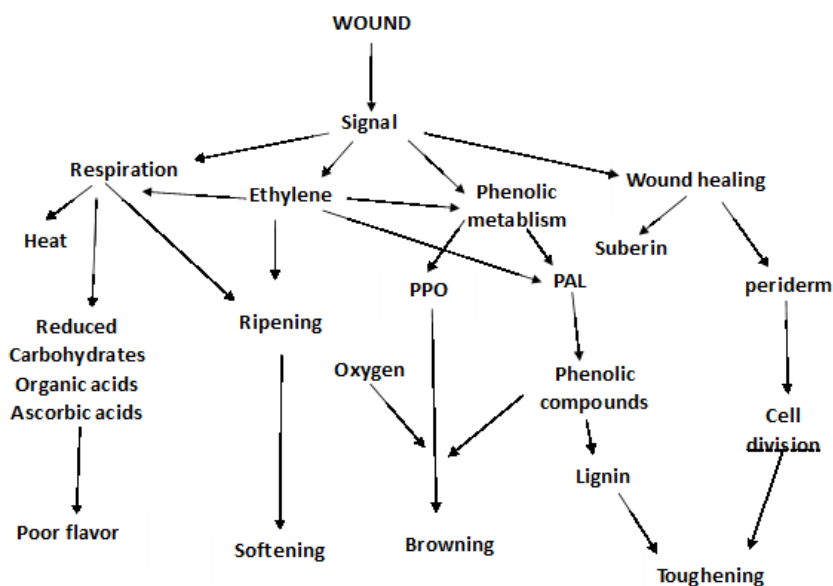 WOUND
Signal
Respiration
Ethylene
Phenolic
metablism
Wound healing
Heat
Suberin
PPO
PAL
periderm
Reduced
Carbohydrates
Organic acids
Ascorbic acids
Ripening
Oxygen
Phenolic
compounds
Cell
division
Lignin
Poor flavor
Softening
Browning
Toughening